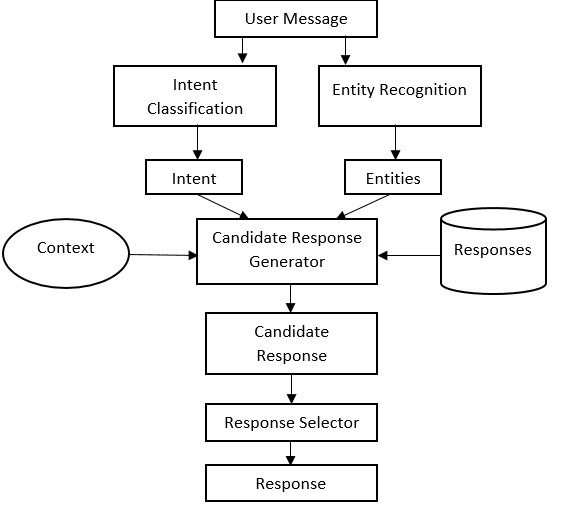 User Message
Intent
Classification
Entity Recognition
Intent
Entities
Context
Candidate Response
Generator
Responses
Candidate
Response
Response Selector
Response